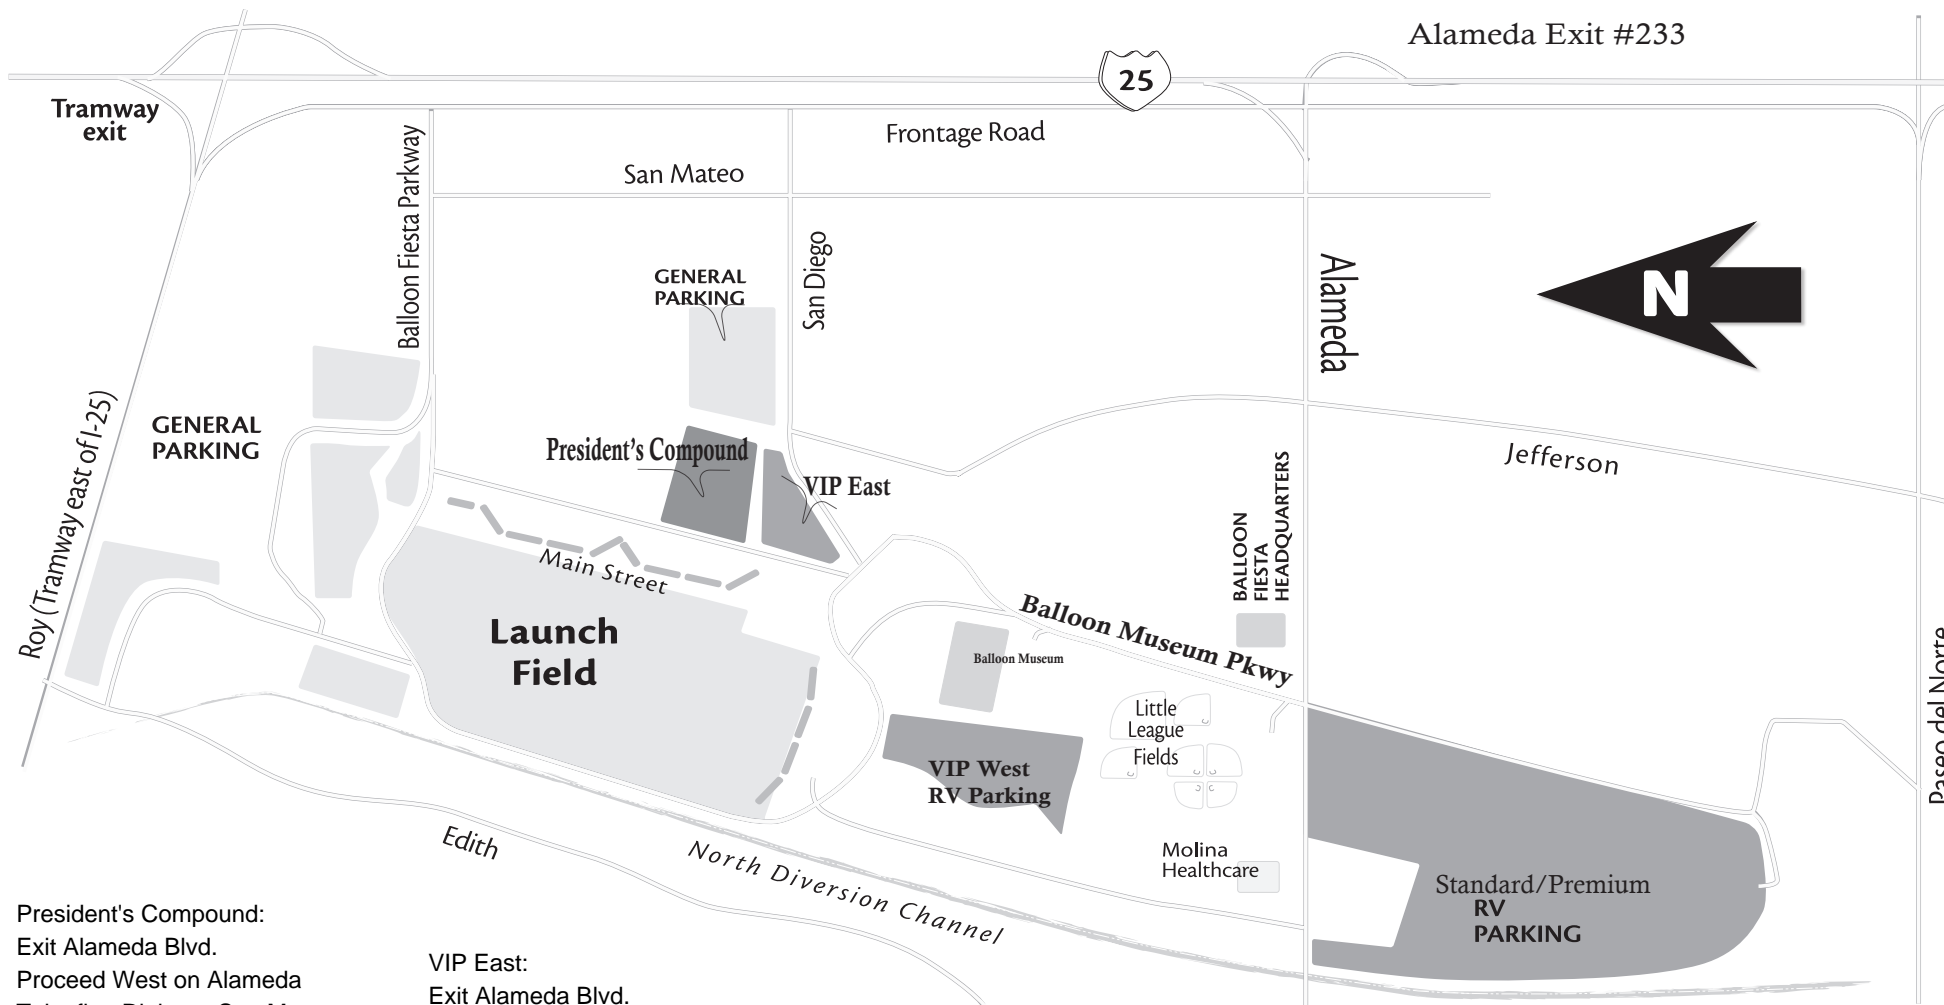 Alameda Exit #233
25
Tramway
exit
Frontage Road
Balloon Fiesta Parkway
San Mateo
San Diego
Alameda
N
GENERAL
PARKING
Roy (Tramway east of I-25)
GENERAL
PARKING
President's Compound
VIP East
Jefferson
BALLOON
FIESTA
HEADQUARTERS
Main Street
Launch
Field
Balloon Museum Pkwy
Balloon Museum
Little
League
Fields
VIP West
RV Parking
Paseo del Norte
Edith
North Diversion Channel
Molina
Healthcare
Standard/Premium
RV
PARKING
President's Compound:
Exit Alameda Blvd.
Proceed West on Alameda
VIP East:
Exit Alameda Blvd.